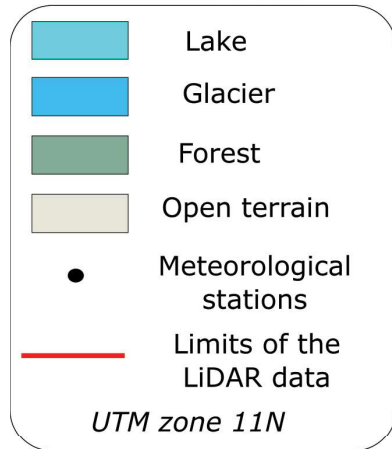 Lake
Glacier
Forest
Open terrain
Meteorological
stations
Limits of the
LiDAR data
UTM zone 11N